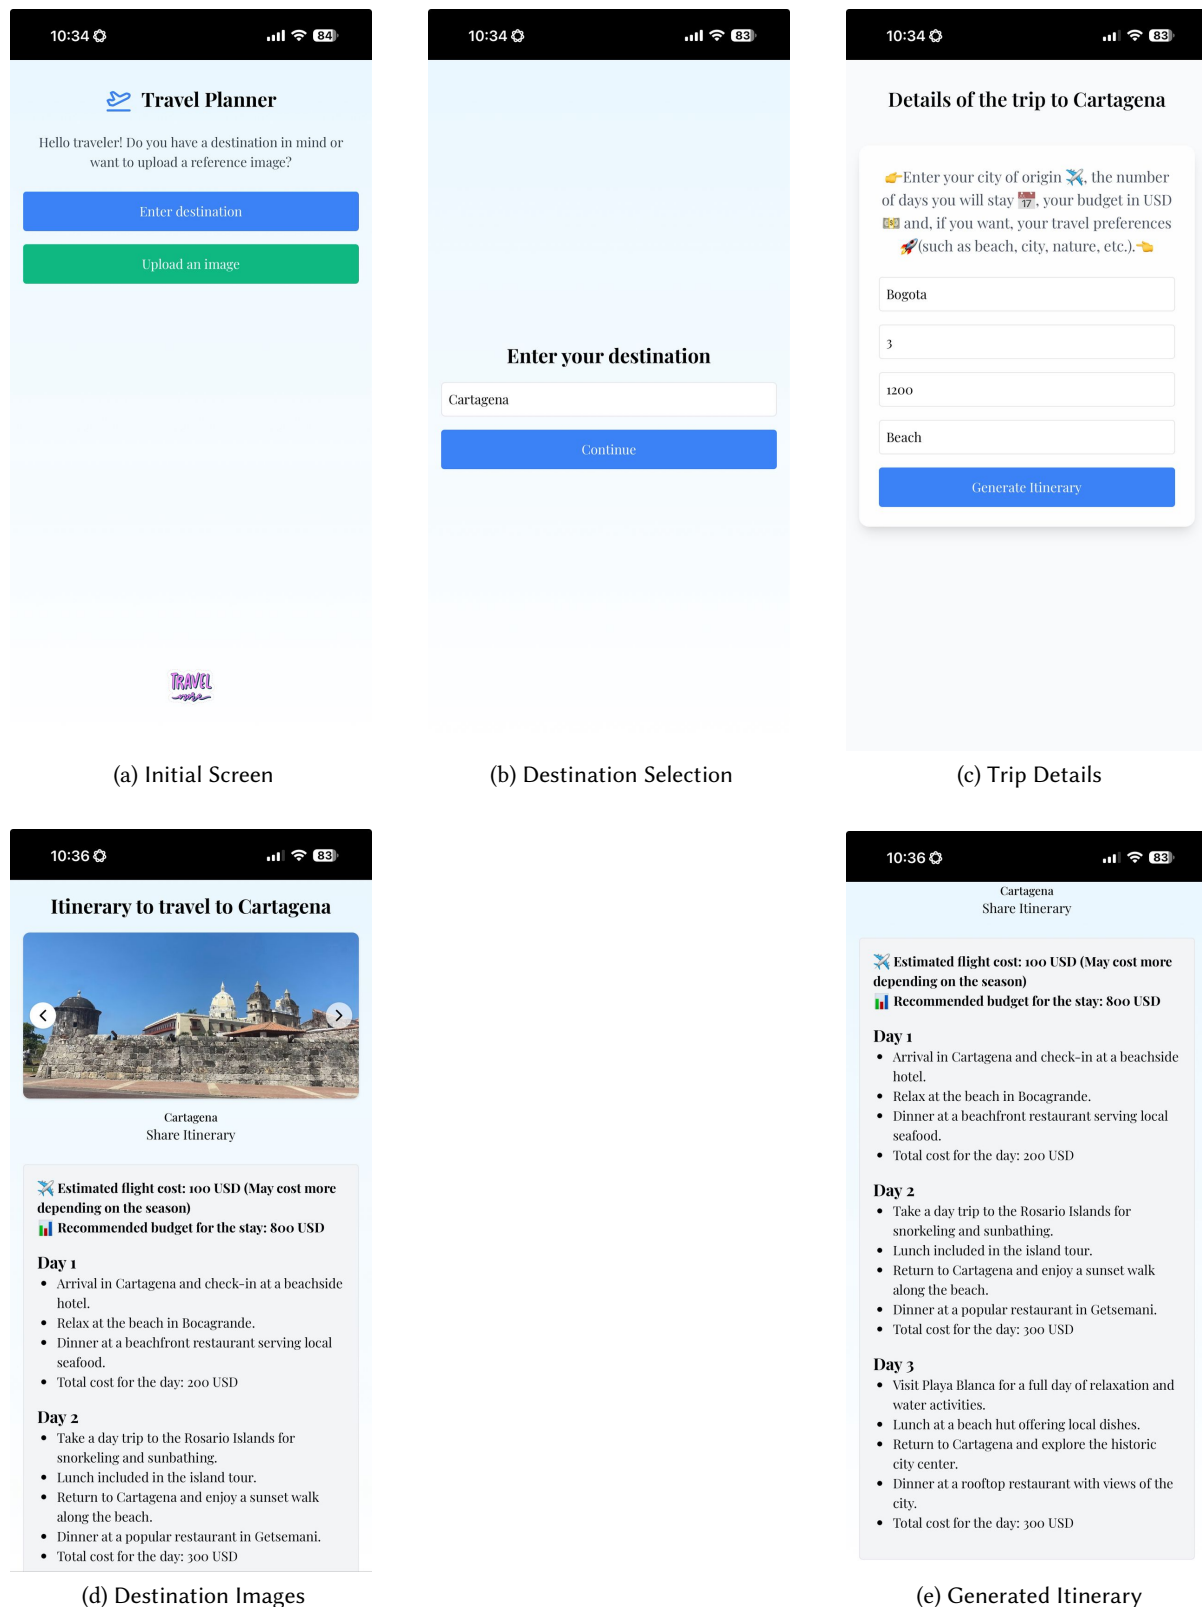 10:34
84
Travel Planner
Hello traveler! Do you have a destination in mind or
want to upload a reference image?
Enter destination
Upload an image
TRAVEL
more
(a) Initial Screen
10:34
83
Enter your destination
Cartagena
Continue
(b) Destination Selection
10:34
83
Details of the trip to Cartagena
👉Enter your city of origin ✈️, the number
of days you will stay 📅, your budget in USD
💵 and, if you want, your travel preferences
🚀(such as beach, city, nature, etc.).👈
Bogota
3
1200
Beach
Generate Itinerary
(c) Trip Details
10:36
83
Itinerary to travel to Cartagena
Cartagena
Share Itinerary
✈️ Estimated flight cost: 100 USD (May cost more
depending on the season)
📊 Recommended budget for the stay: 800 USD
Day 1
• Arrival in Cartagena and check-in at a beachside
hotel.
• Relax at the beach in Bocagrande.
• Dinner at a beachfront restaurant serving local
seafood.
• Total cost for the day: 200 USD
Day 2
• Take a day trip to the Rosario Islands for
snorkeling and sunbathing.
• Lunch included in the island tour.
• Return to Cartagena and enjoy a sunset walk
along the beach.
• Dinner at a popular restaurant in Getsemani.
• Total cost for the day: 300 USD
(d) Destination Images
10:36
83
Cartagena
Share Itinerary
✈️ Estimated flight cost: 100 USD (May cost more
depending on the season)
📊 Recommended budget for the stay: 800 USD
Day 1
• Arrival in Cartagena and check-in at a beachside
hotel.
• Relax at the beach in Bocagrande.
• Dinner at a beachfront restaurant serving local
seafood.
• Total cost for the day: 200 USD
Day 2
• Take a day trip to the Rosario Islands for
snorkeling and sunbathing.
• Lunch included in the island tour.
• Return to Cartagena and enjoy a sunset walk
along the beach.
• Dinner at a popular restaurant in Getsemani.
• Total cost for the day: 300 USD
Day 3
• Visit Playa Blanca for a full day of relaxation and
water activities.
• Lunch at a beach hut offering local dishes.
• Return to Cartagena and explore the historic
city center.
• Dinner at a rooftop restaurant with views of the
city.
• Total cost for the day: 300 USD
(e) Generated Itinerary